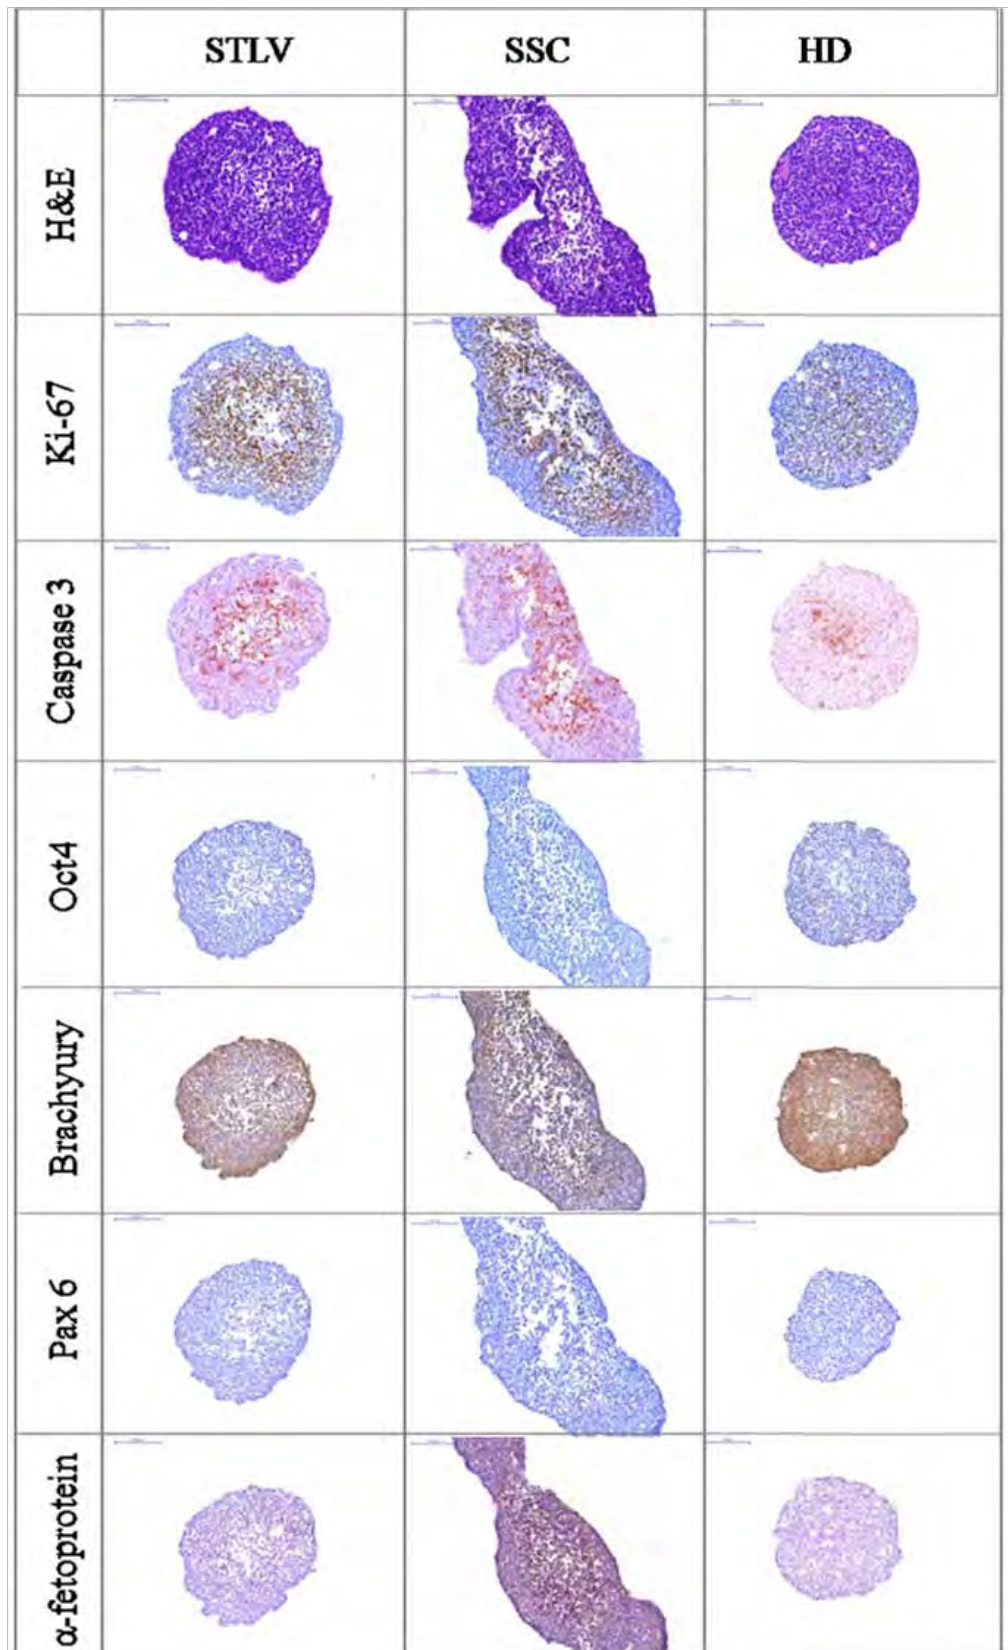 STLV SSC HD
H&E
Ki-67
Caspase 3
Oct4
Brachyury
Pax 6
α-fetoprotein